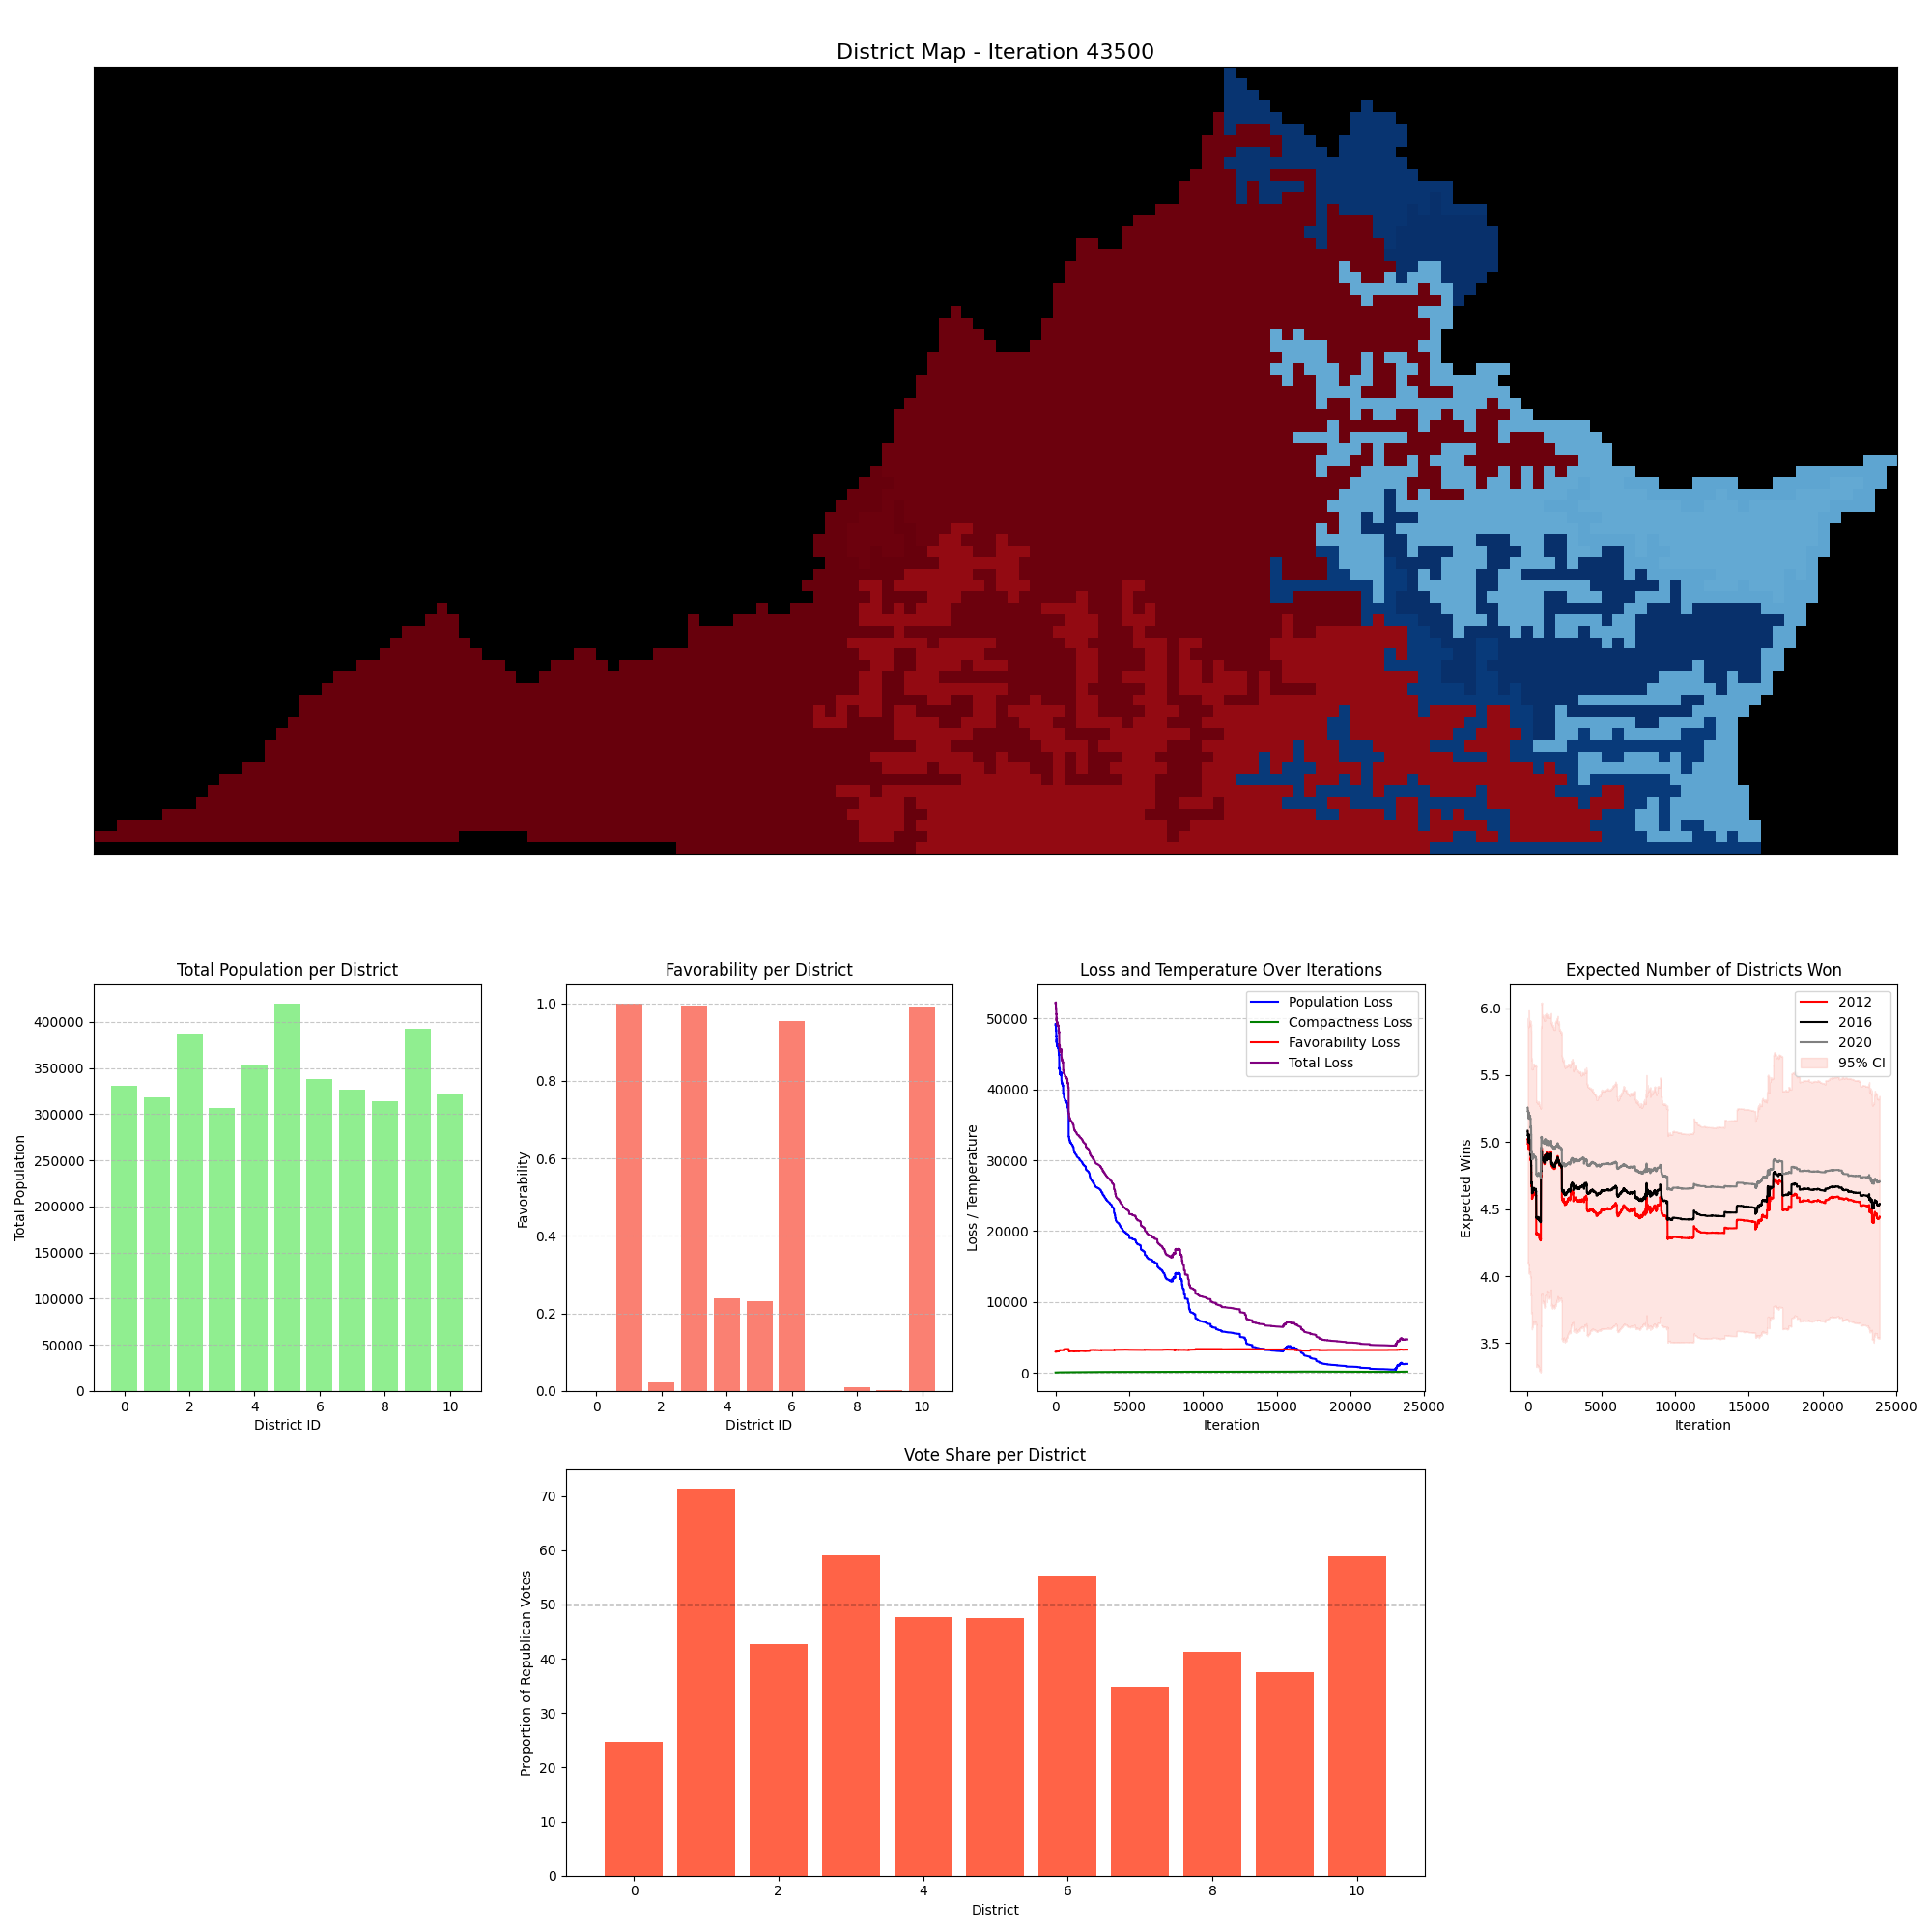 District Map - Iteration 43500
Total Population per District
Total Population
400000
350000
300000
250000
200000
150000
100000
50000
0
0 2 4 6 8 10
District ID
Favorability per District
Favorability
1.0
0.8
0.6
0.4
0.2
0.0
0 2 4 6 8 10
District ID
Loss and Temperature Over Iterations
Loss / Temperature
50000
40000
30000
20000
10000
0
Population Loss
Compactness Loss
Favorability Loss
Total Loss
0 5000 10000 15000 20000 25000
Iteration
Expected Number of Districts Won
Expected Wins
6.0
5.5
5.0
4.5
4.0
3.5
2012
2016
2020
95% CI
0 5000 10000 15000 20000 25000
Iteration
Vote Share per District
Proportion of Republican Votes
70
60
50
40
30
20
10
0
0 2 4 6 8 10
District